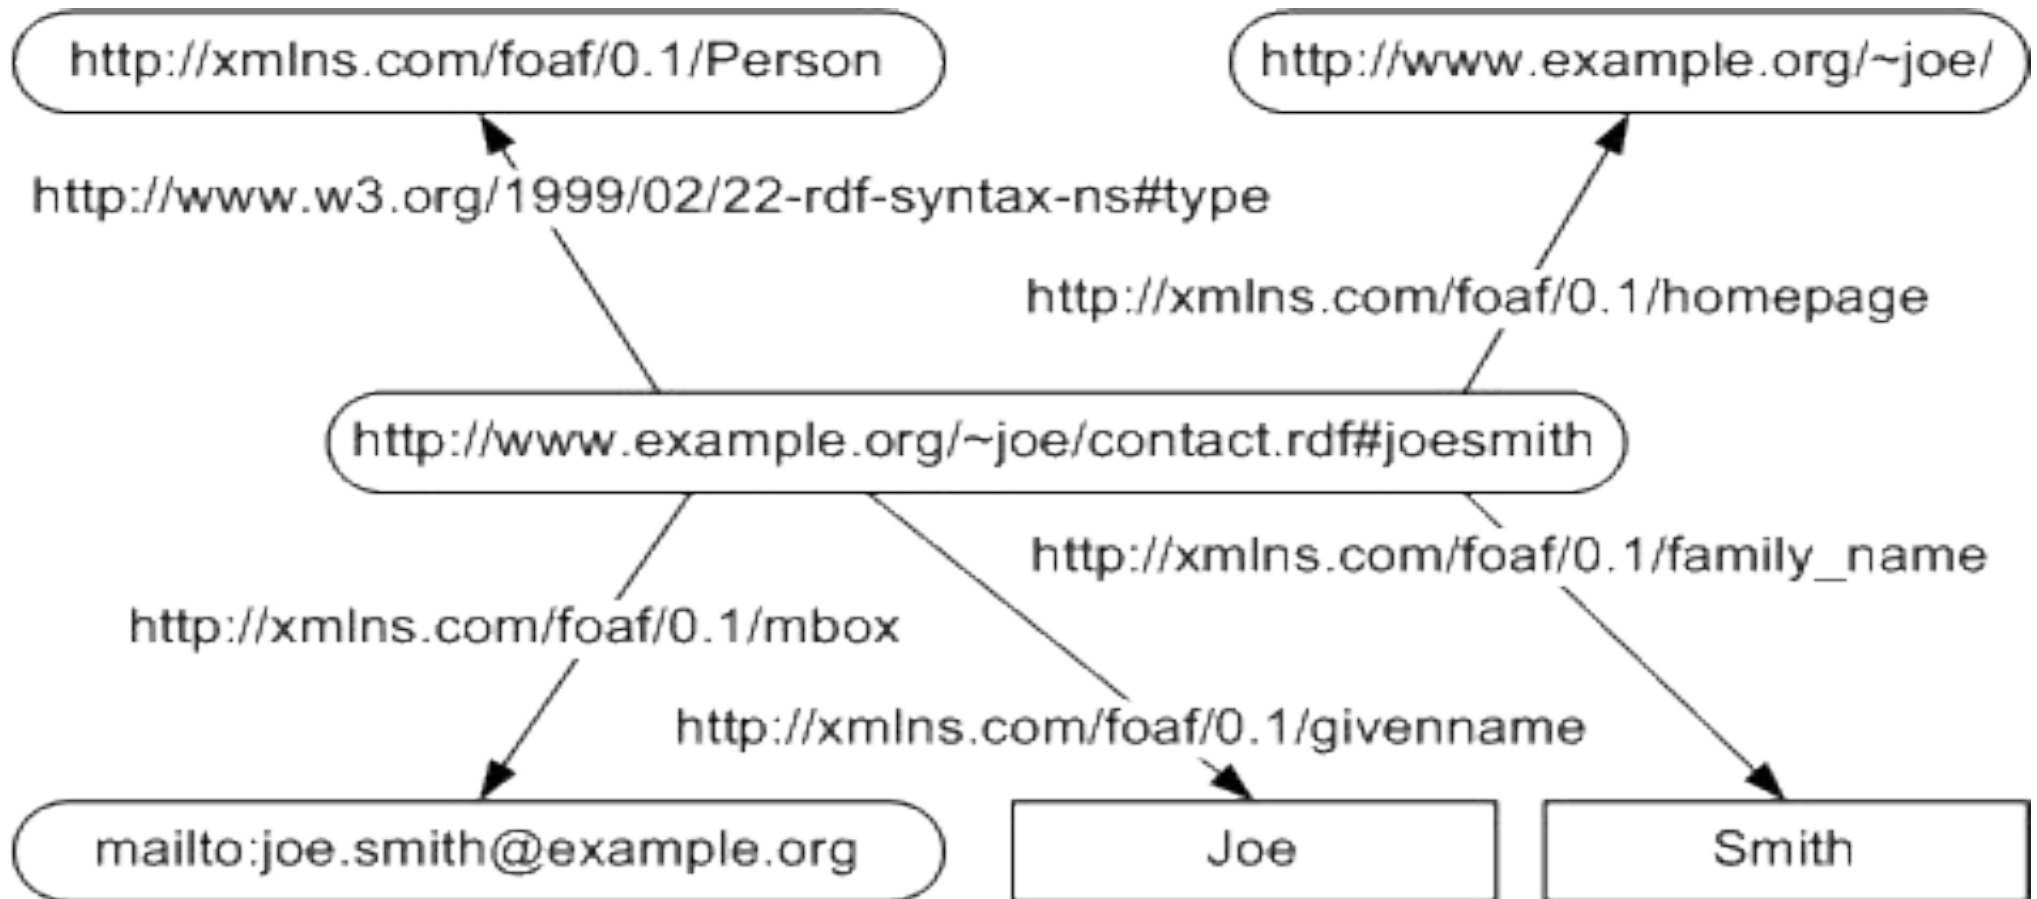 http://xmlns.com/foaf/0.1/Person
http://www.example.org/~joe/
http://www.w3.org/1999/02/22-rdf-syntax-ns#type
http://xmlns.com/foaf/0.1/homepage
http://www.example.org/~joe/contact.rdf#joesmith
http://xmlns.com/foaf/0.1/family_name
http://xmlns.com/foaf/0.1/mbox
http://xmlns.com/foaf/0.1/givenname
mailto:joe.smith@example.org
Joe
Smith